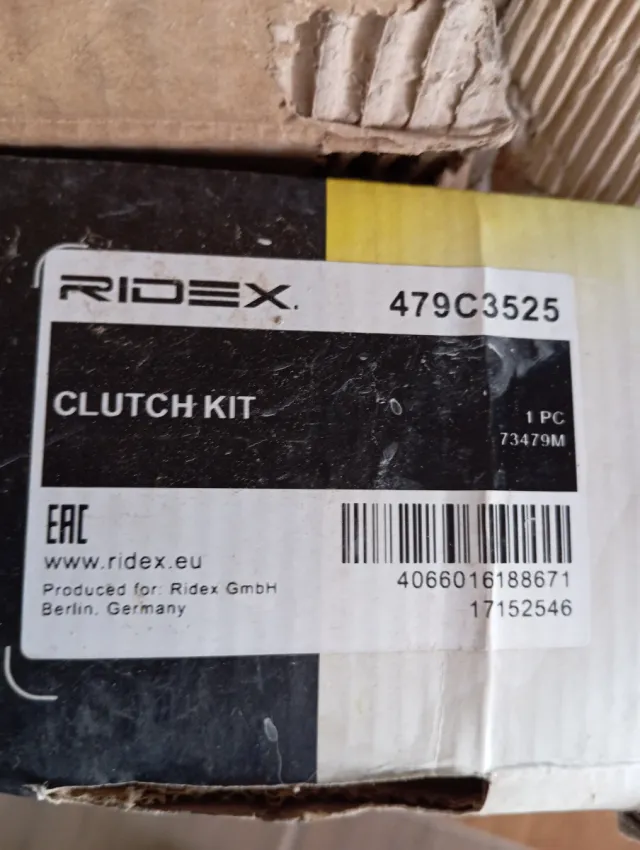 RIDEX. 479C3525
CLUTCH KIT
1 PC
73479M
EAC
www.ridex.eu
Produced for: Ridex GmbH
Berlin, Germany
4066016188671
17152546